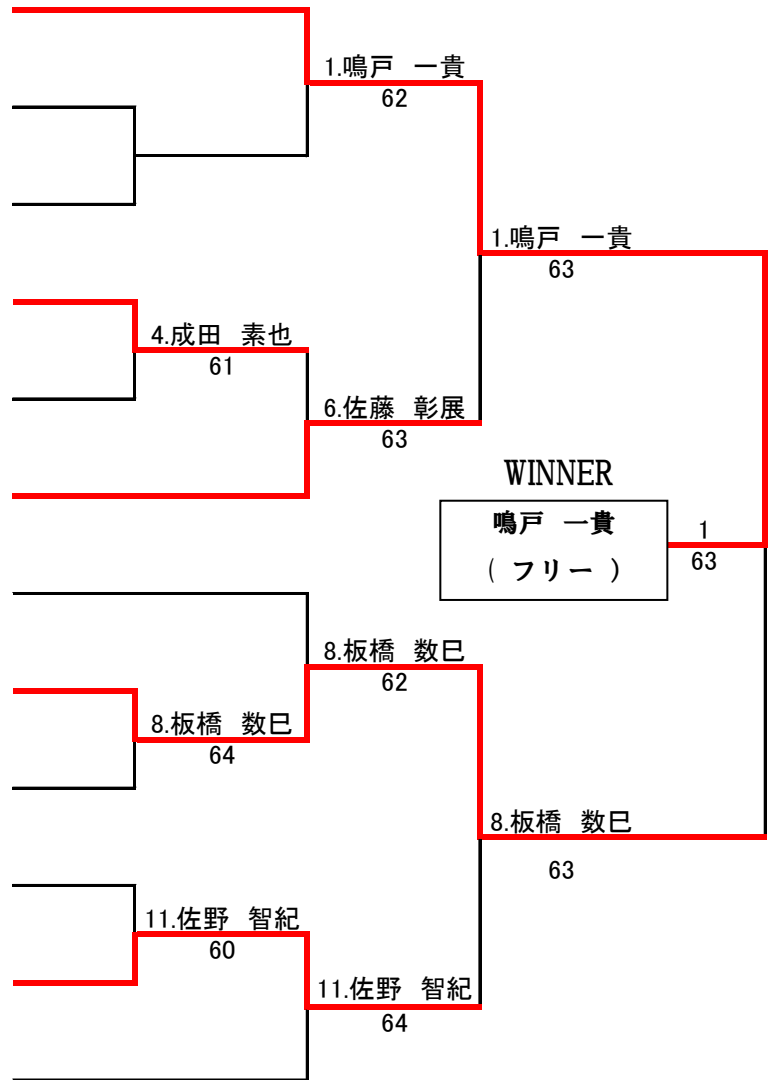 1.鳴戸 一貴
62
1.鳴戸 一貴
63
4.成田 素也
61
6.佐藤 彰展
63
WINNER
鳴戸 一貴
( フリー )
1
63
8.板橋 数巳
62
8.板橋 数巳
64
8.板橋 数巳
63
11.佐野 智紀
60
11.佐野 智紀
64